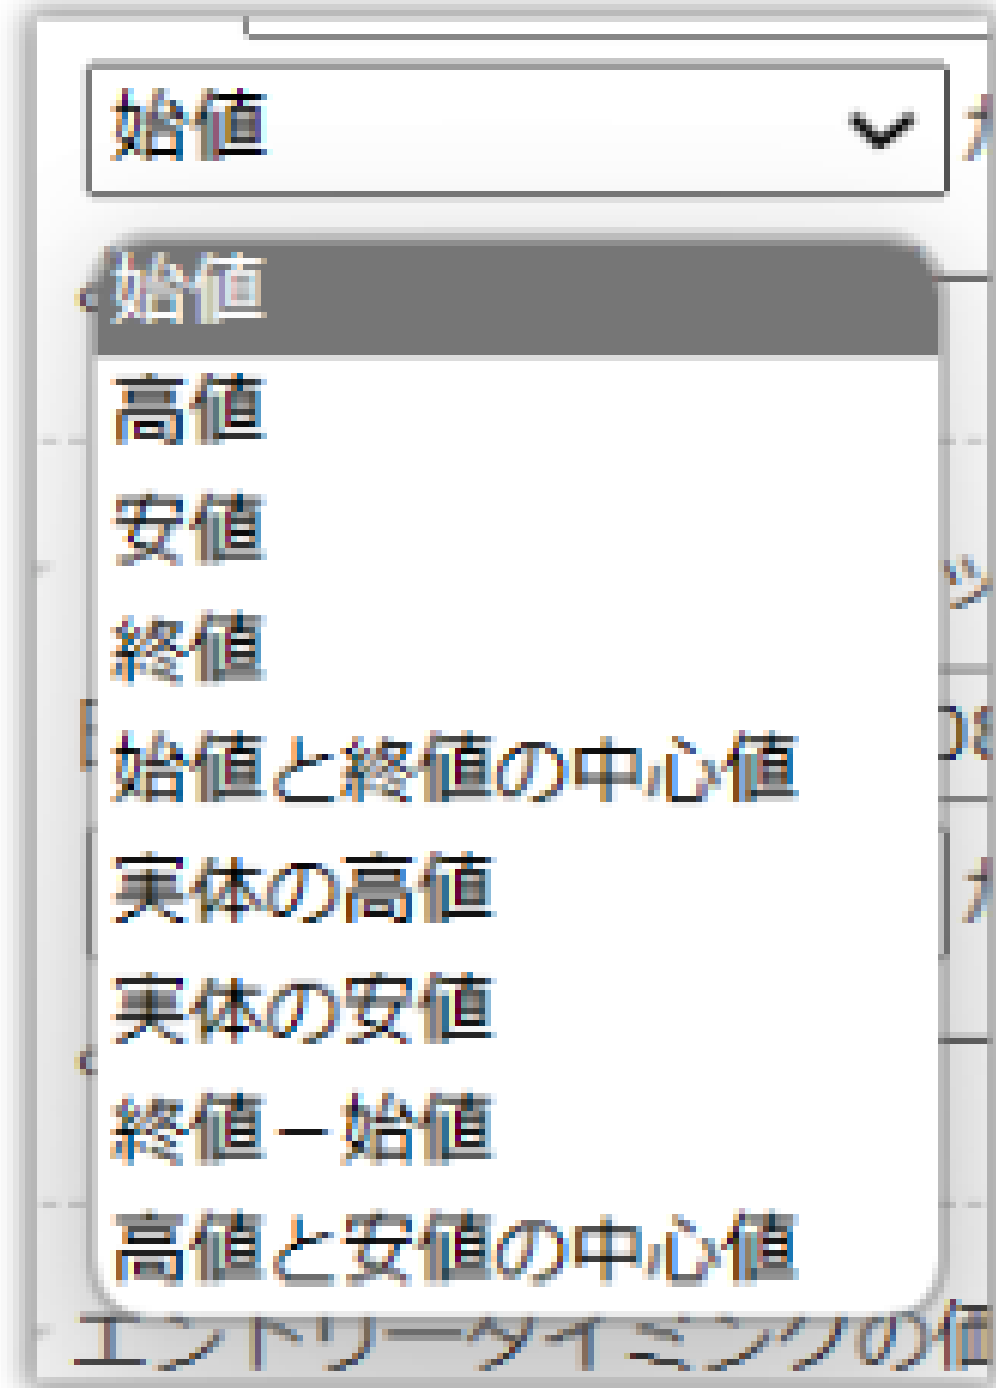 始値
始値
高値
安値
終値
始値と終値の中心値
実体の高値
実体の安値
終値－始値
高値と安値の中心値
エントリータイミングの価